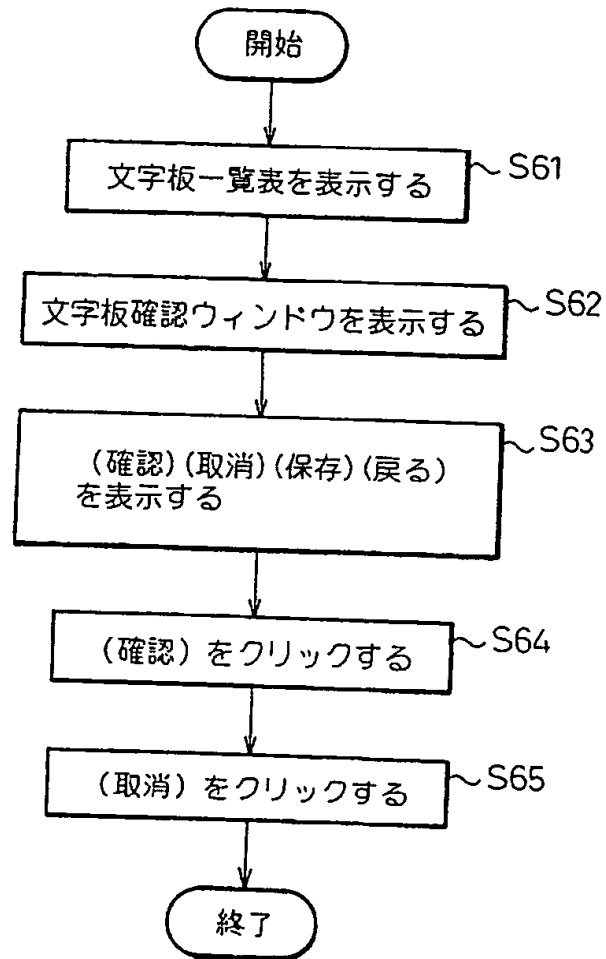 開始
文字板一覧表を表示する
S61
文字板確認ウィンドウを表示する
S62
(確認)(取消)(保存)(戻る)
を表示する
S63
(確認)をクリックする
S64
(取消)をクリックする
S65
終了